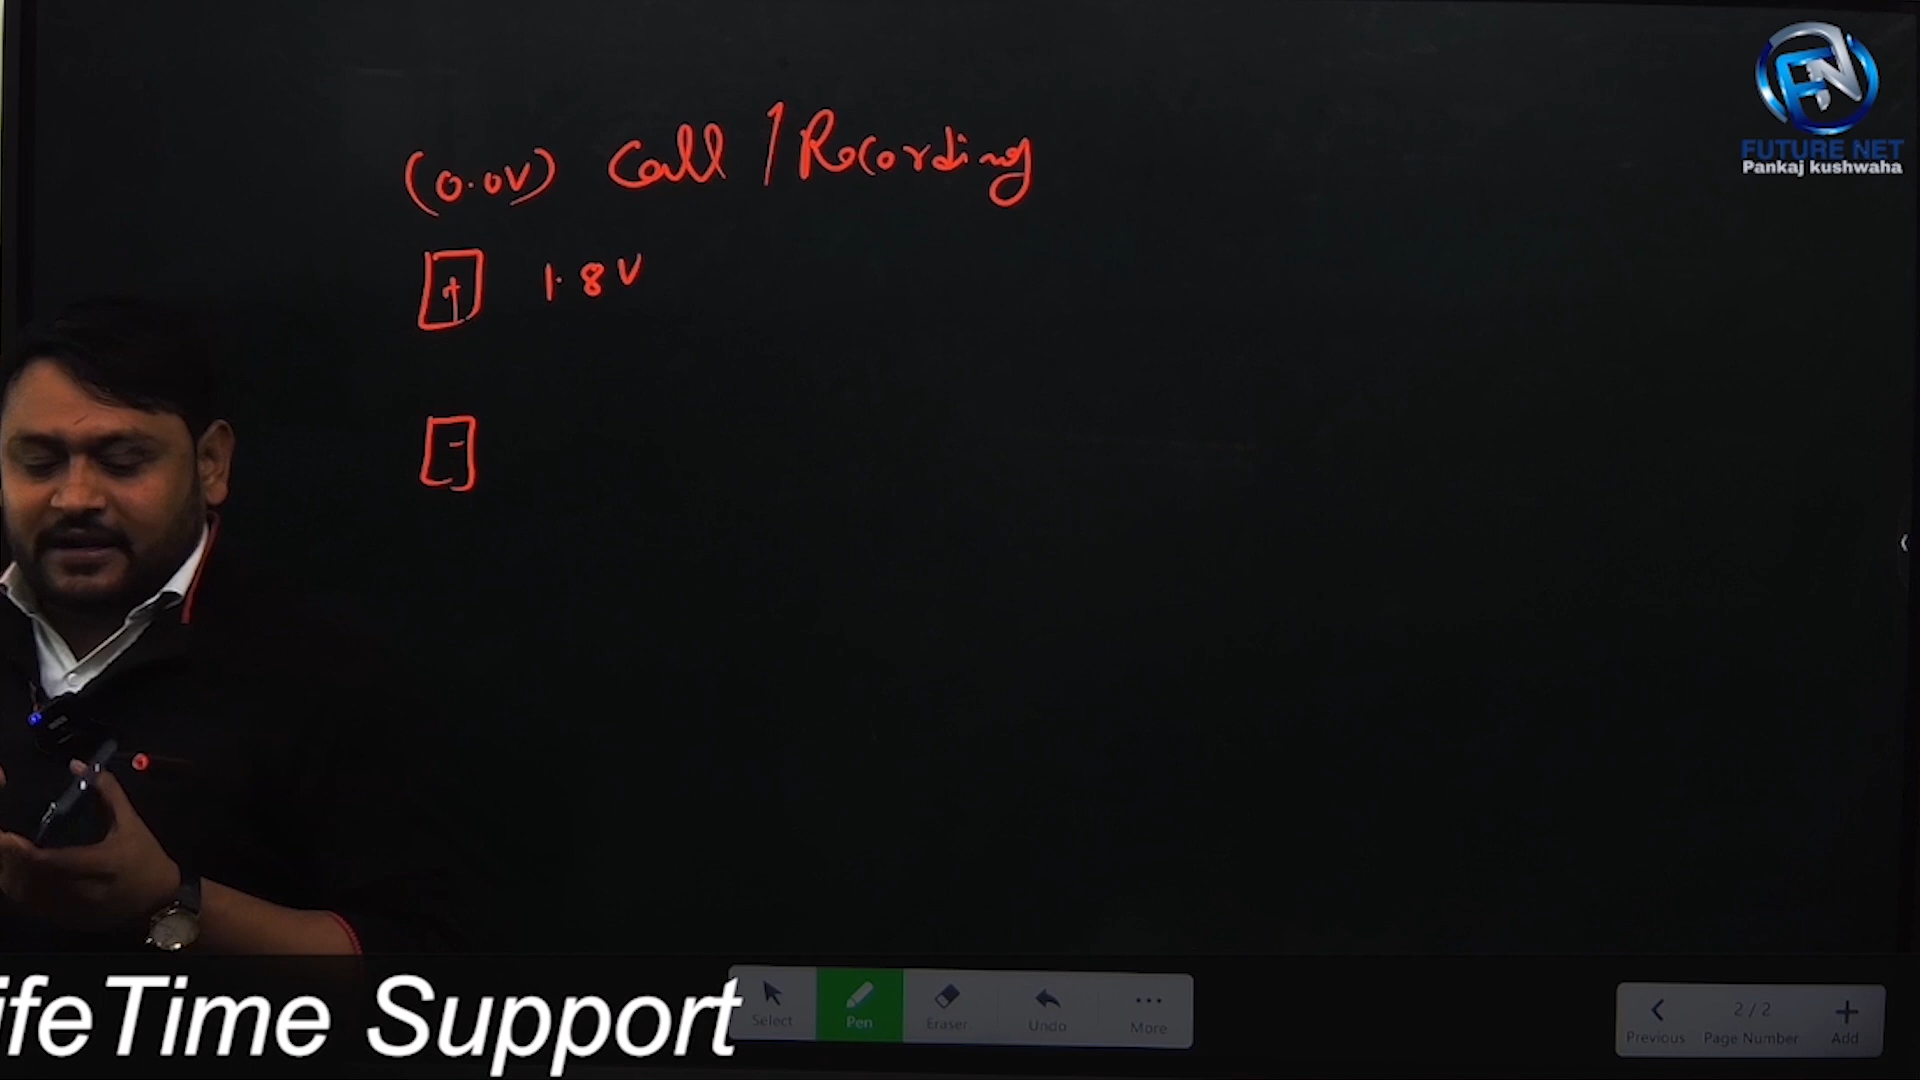 FUTURE NET
Pankaj kushwaha
(0.0V) Call / Recording
+ 1.8V
-
ifeTime Support
Select
Pen
Eraser
Undo
More
2/2
Previous
Page Number
Add